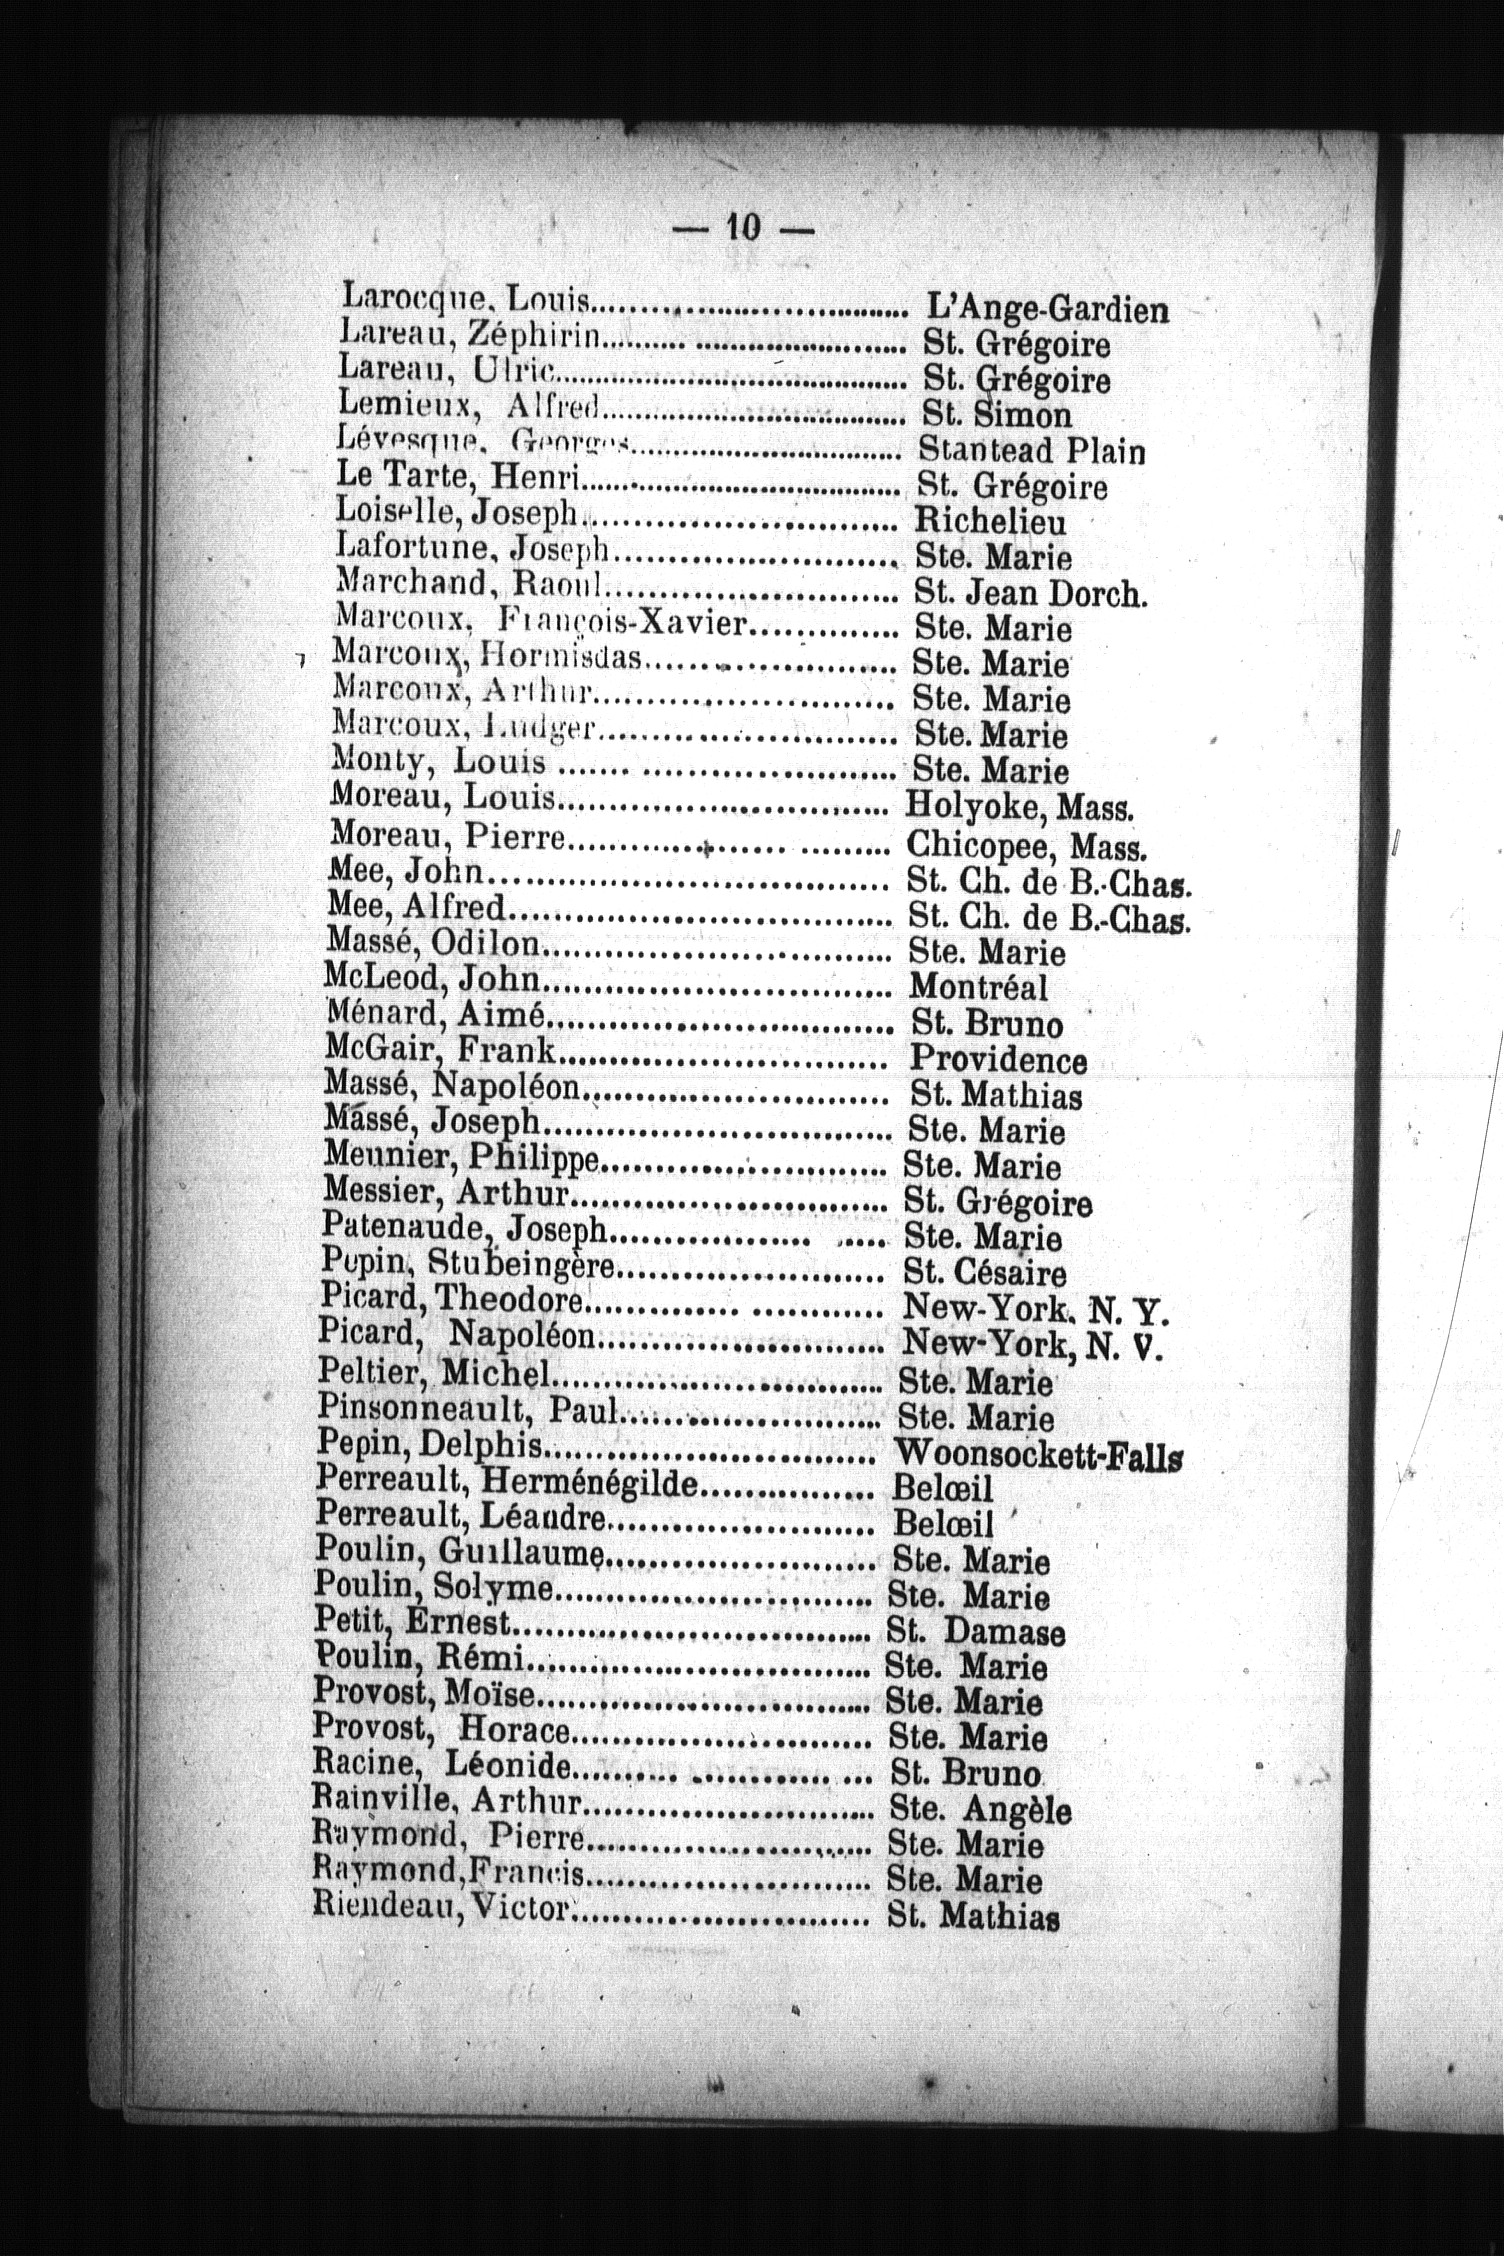 — 10 —
Larocque, Louis........ L'Ange-Gardien
Lareau, Zéphirin........ St. Grégoire
Lareau, Ulric........ St. Grégoire
Lemieux, Alfred........ St. Simon
Lévesque, Georges........ Stantead Plain
Le Tarte, Henri........ St. Grégoire
Loiselle, Joseph........ Richelieu
Lafortune, Joseph........ Ste. Marie
Marchand, Raoul........ St. Jean Dorch.
Marcoux, François-Xavier........ Ste. Marie
Marcoux, Hormisdas........ Ste. Marie
Marcoux, Arthur........ Ste. Marie
Marcoux, Ludger........ Ste. Marie
Monty, Louis ........ Ste. Marie
Moreau, Louis........ Holyoke, Mass.
Moreau, Pierre........ Chicopee, Mass.
Mee, John........ St. Ch. de B.-Chas.
Mee, Alfred........ St. Ch. de B.-Chas.
Massé, Odilon........ Ste. Marie
McLeod, John........ Montréal
Ménard, Aimé........ St. Bruno
McGair, Frank........ Providence
Massé, Napoléon........ St. Mathias
Massé, Joseph........ Ste. Marie
Meunier, Philippe........ Ste. Marie
Messier, Arthur........ St. Grégoire
Patenaude, Joseph........ Ste. Marie
Pepin, Stubeingère........ St. Césaire
Picard, Theodore........ New-York, N. Y.
Picard, Napoléon........ New-York, N. V.
Peltier, Michel........ Ste. Marie
Pinsonneault, Paul........ Ste. Marie
Pepin, Delphis........ Woonsockett-Falls
Perreault, Herménégilde........ Belœil
Perreault, Léandre........ Belœil
Poulin, Guillaume........ Ste. Marie
Poulin, Solyme........ Ste. Marie
Petit, Ernest........ St. Damase
Poulin, Rémi........ Ste. Marie
Provost, Moïse........ Ste. Marie
Provost, Horace........ Ste. Marie
Racine, Léonide........ St. Bruno
Rainville, Arthur........ Ste. Angèle
Raymond, Pierre........ Ste. Marie
Raymond, Francis........ Ste. Marie
Riendeau, Victor........ St. Mathias